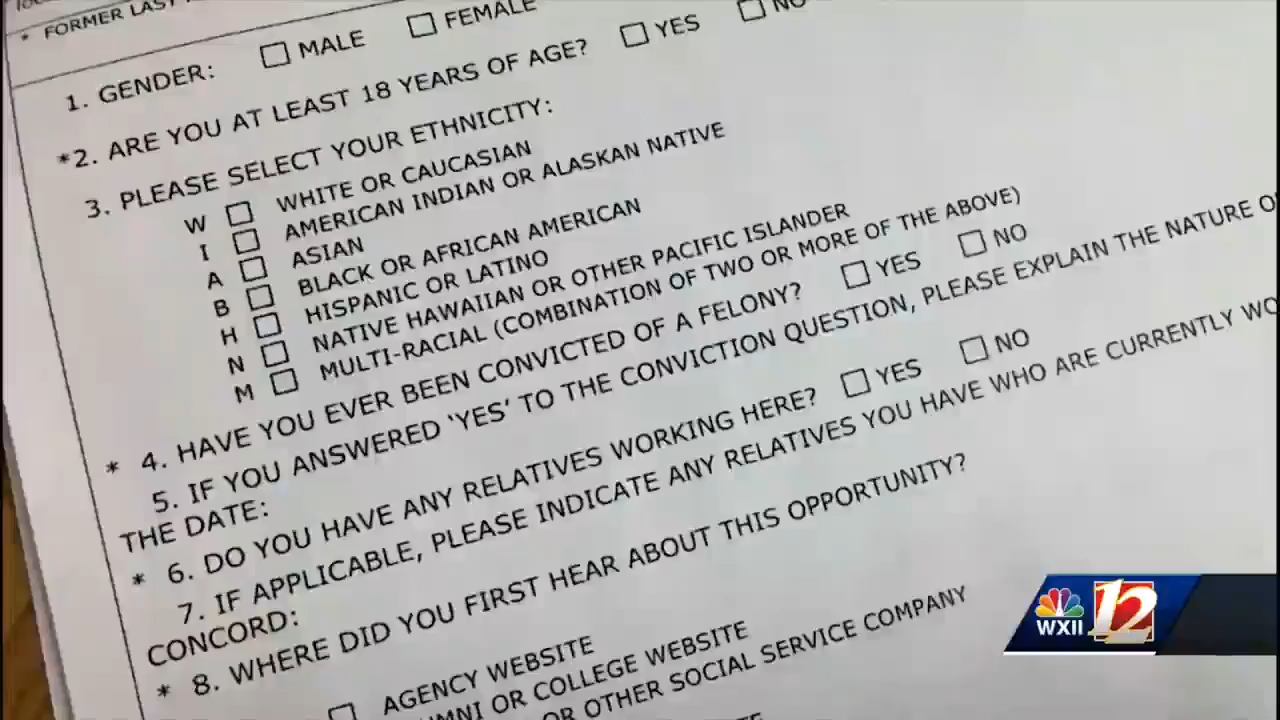 * FORMER LAST
1. GENDER: MALE FEMALE
*2. ARE YOU AT LEAST 18 YEARS OF AGE? YES NO
3. PLEASE SELECT YOUR ETHNICITY:
W WHITE OR CAUCASIAN
I AMERICAN INDIAN OR ALASKAN NATIVE
A ASIAN
B BLACK OR AFRICAN AMERICAN
H HISPANIC OR LATINO
N NATIVE HAWAIIAN OR OTHER PACIFIC ISLANDER
M MULTI-RACIAL (COMBINATION OF TWO OR MORE OF THE ABOVE)
* 4. HAVE YOU EVER BEEN CONVICTED OF A FELONY? YES NO
5. IF YOU ANSWERED ‘YES’ TO THE CONVICTION QUESTION, PLEASE EXPLAIN THE NATURE
THE DATE:
* 6. DO YOU HAVE ANY RELATIVES WORKING HERE? YES NO
7. IF APPLICABLE, PLEASE INDICATE ANY RELATIVES YOU HAVE WHO ARE CURRENTLY WO
CONCORD:
* 8. WHERE DID YOU FIRST HEAR ABOUT THIS OPPORTUNITY?
AGENCY WEBSITE
UMNI OR COLLEGE WEBSITE
OR OTHER SOCIAL SERVICE COMPANY
WXII 12